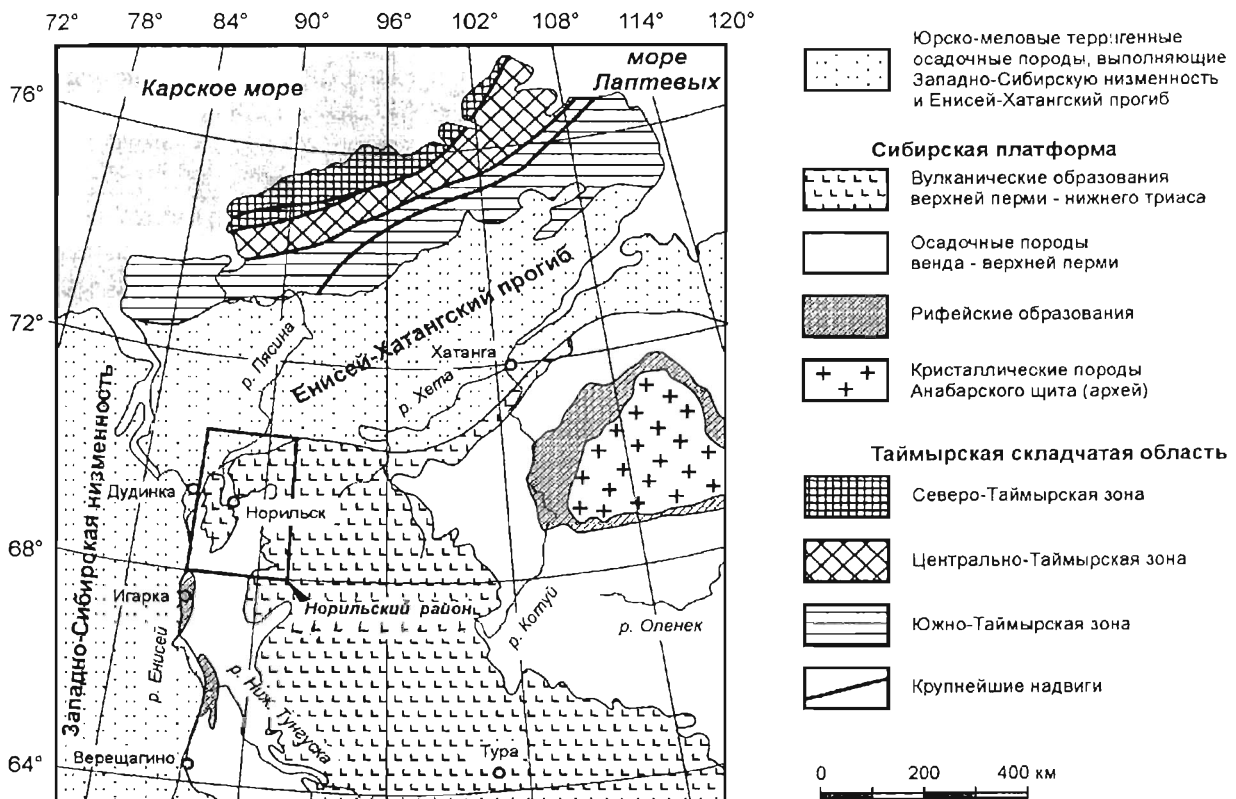 72° 78° 84° 90° 96° 102° 108° 114° 120°
76°
72°
68°
64°
Карское море
море
Лаптевых
Енисей-Хатангский прогиб
р. Пясина
Хатанга
р. Хета
Западно-Сибирская низменность
Дудинка
Норильск
Игарка
Норильский район
р. Енисей
р. Ниж. Тунгуска
р. Котуй
р. Оленек
Верещагино
Тура
Юрско-меловые терригенные
осадочные породы, выполняющие
Западно-Сибирскую низменность
и Енисей-Хатангский прогиб
Сибирская платформа
Вулканические образования
верхней перми - нижнего триаса
Осадочные породы
венда - верхней перми
Рифейские образования
Кристаллические породы
Анабарского щита (архей)
Таймырская складчатая область
Северо-Таймырская зона
Центрально-Таймырская зона
Южно-Таймырская зона
Крупнейшие надвиги
0 200 400 км